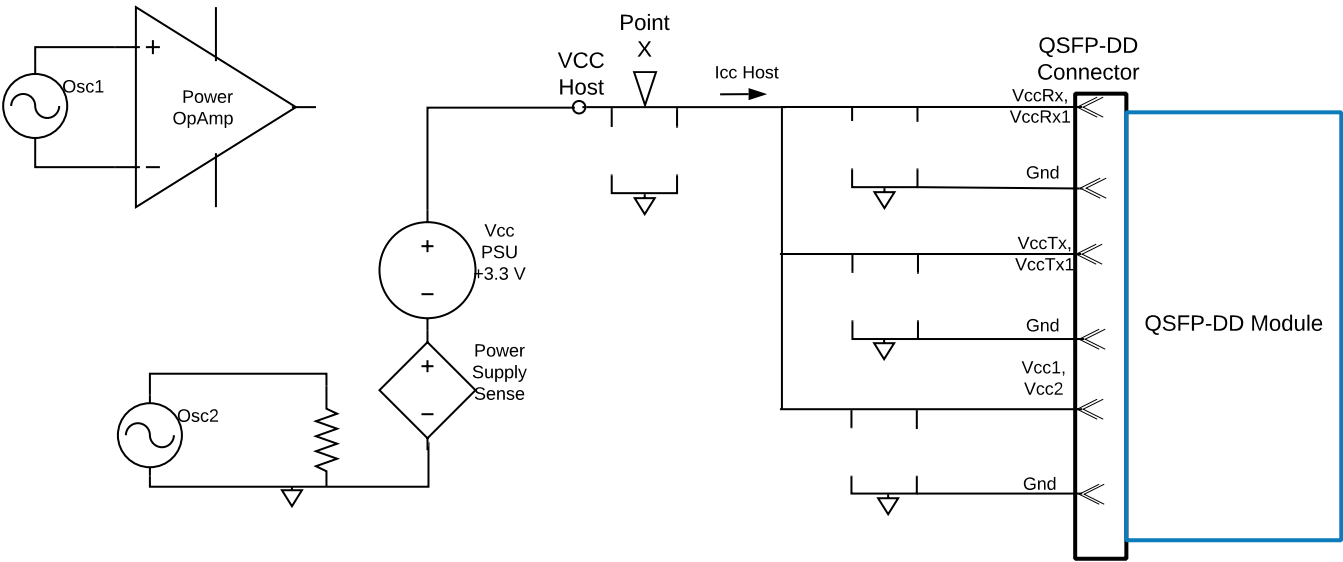 Osc1
+
−
Power
OpAmp
Point
X
VCC
Host
Icc Host
QSFP-DD
Connector
VccRx,
VccRx1
Gnd
VccTx,
VccTx1
Gnd
Vcc1,
Vcc2
Gnd
QSFP-DD Module
+
−
Vcc
PSU
+3.3 V
+
−
Power
Supply
Sense
Osc2